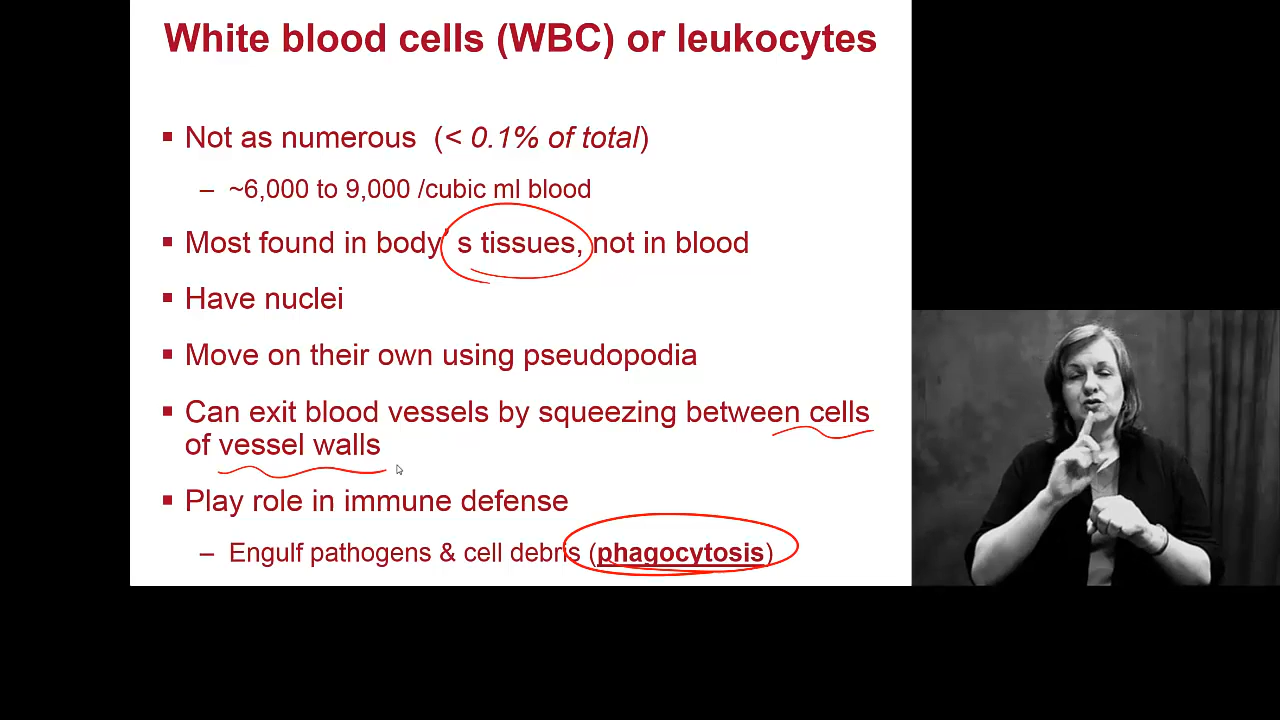 White blood cells (WBC) or leukocytes
▪ Not as numerous (< 0.1% of total)
– ~6,000 to 9,000 /cubic ml blood
▪ Most found in body’s tissues, not in blood
▪ Have nuclei
▪ Move on their own using pseudopodia
▪ Can exit blood vessels by squeezing between cells
of vessel walls
▪ Play role in immune defense
– Engulf pathogens & cell debris (phagocytosis)